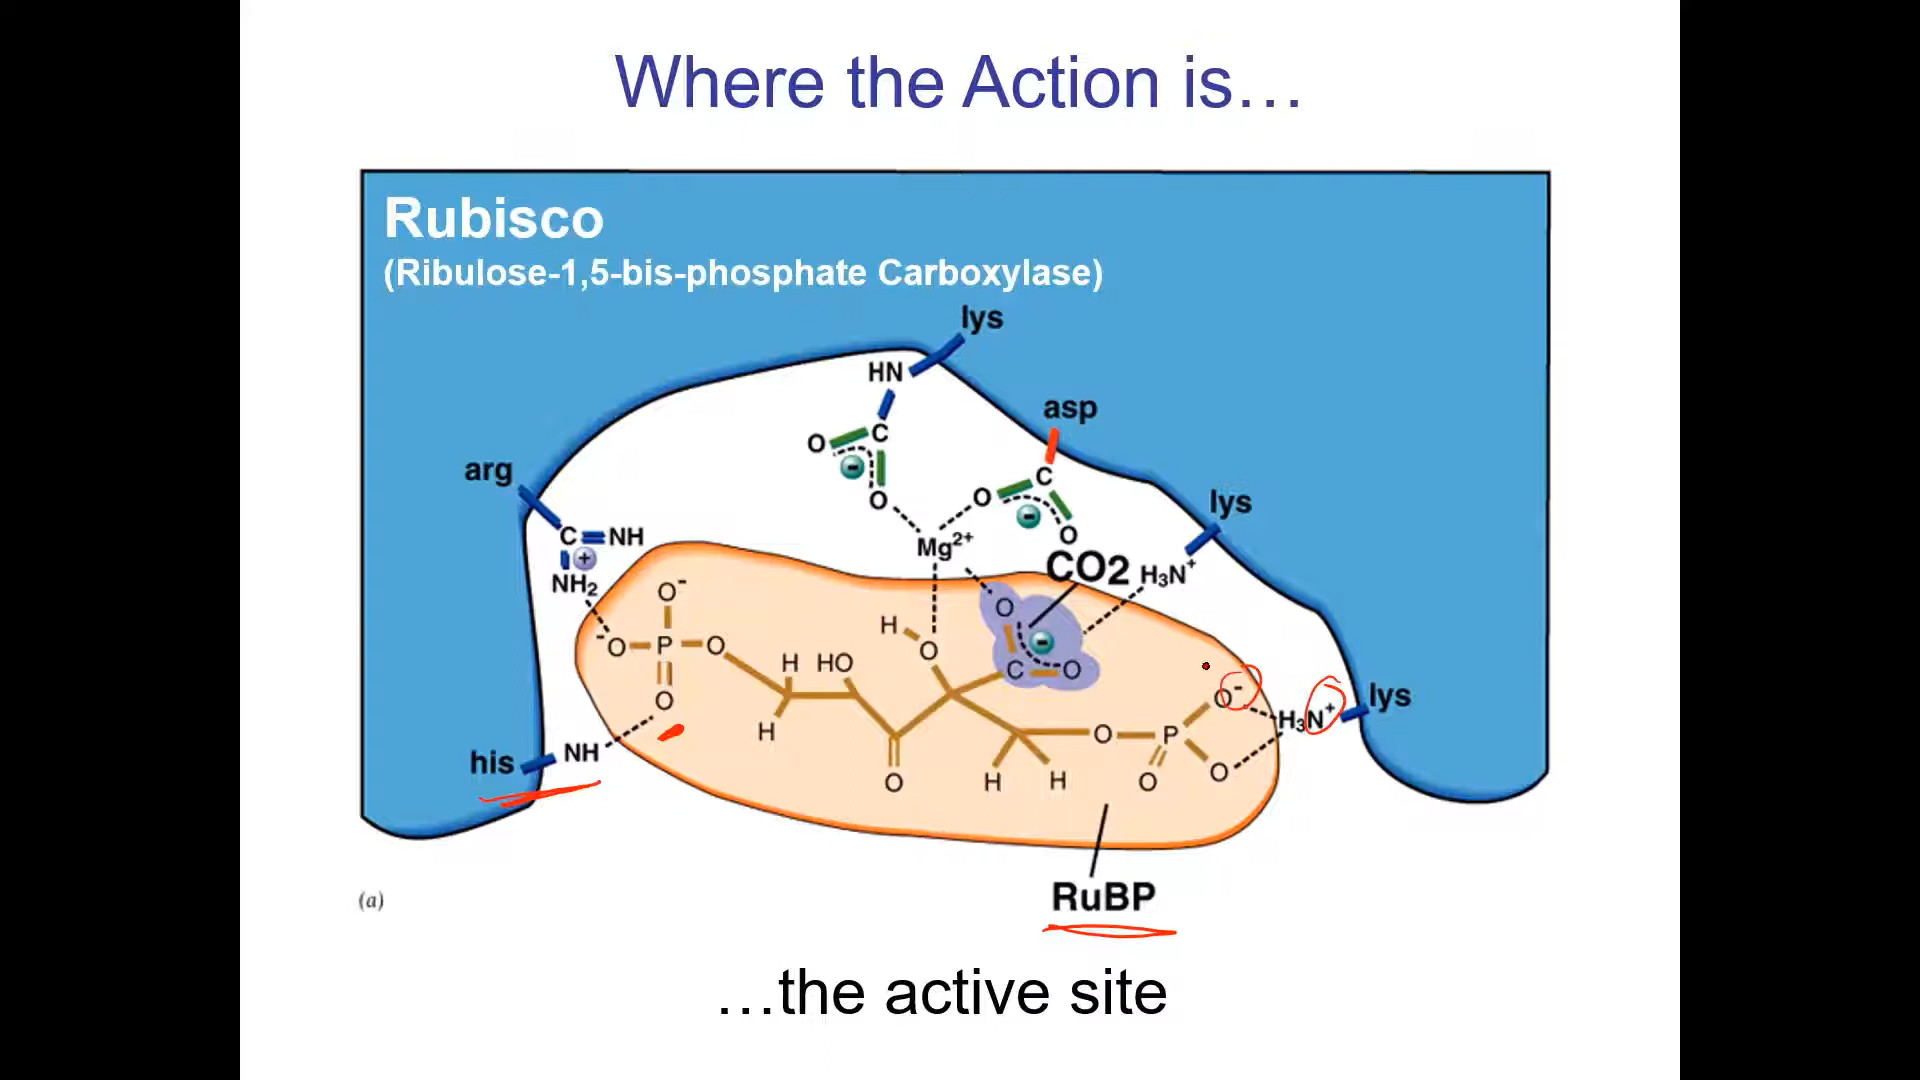 Where the Action is…
Rubisco
(Ribulose-1,5-bis-phosphate Carboxylase)
lys
HN
asp
O C
arg
C
O O
lys
C NH
O
Mg²⁺
+
CO2 H₃N⁺
NH₂
O⁻
O
H
⁻O P O
O
H HO
C O
O⁻
lys
O
H₃N⁺
H
O P
his NH
O
O H H O
RuBP
(a)
…the active site